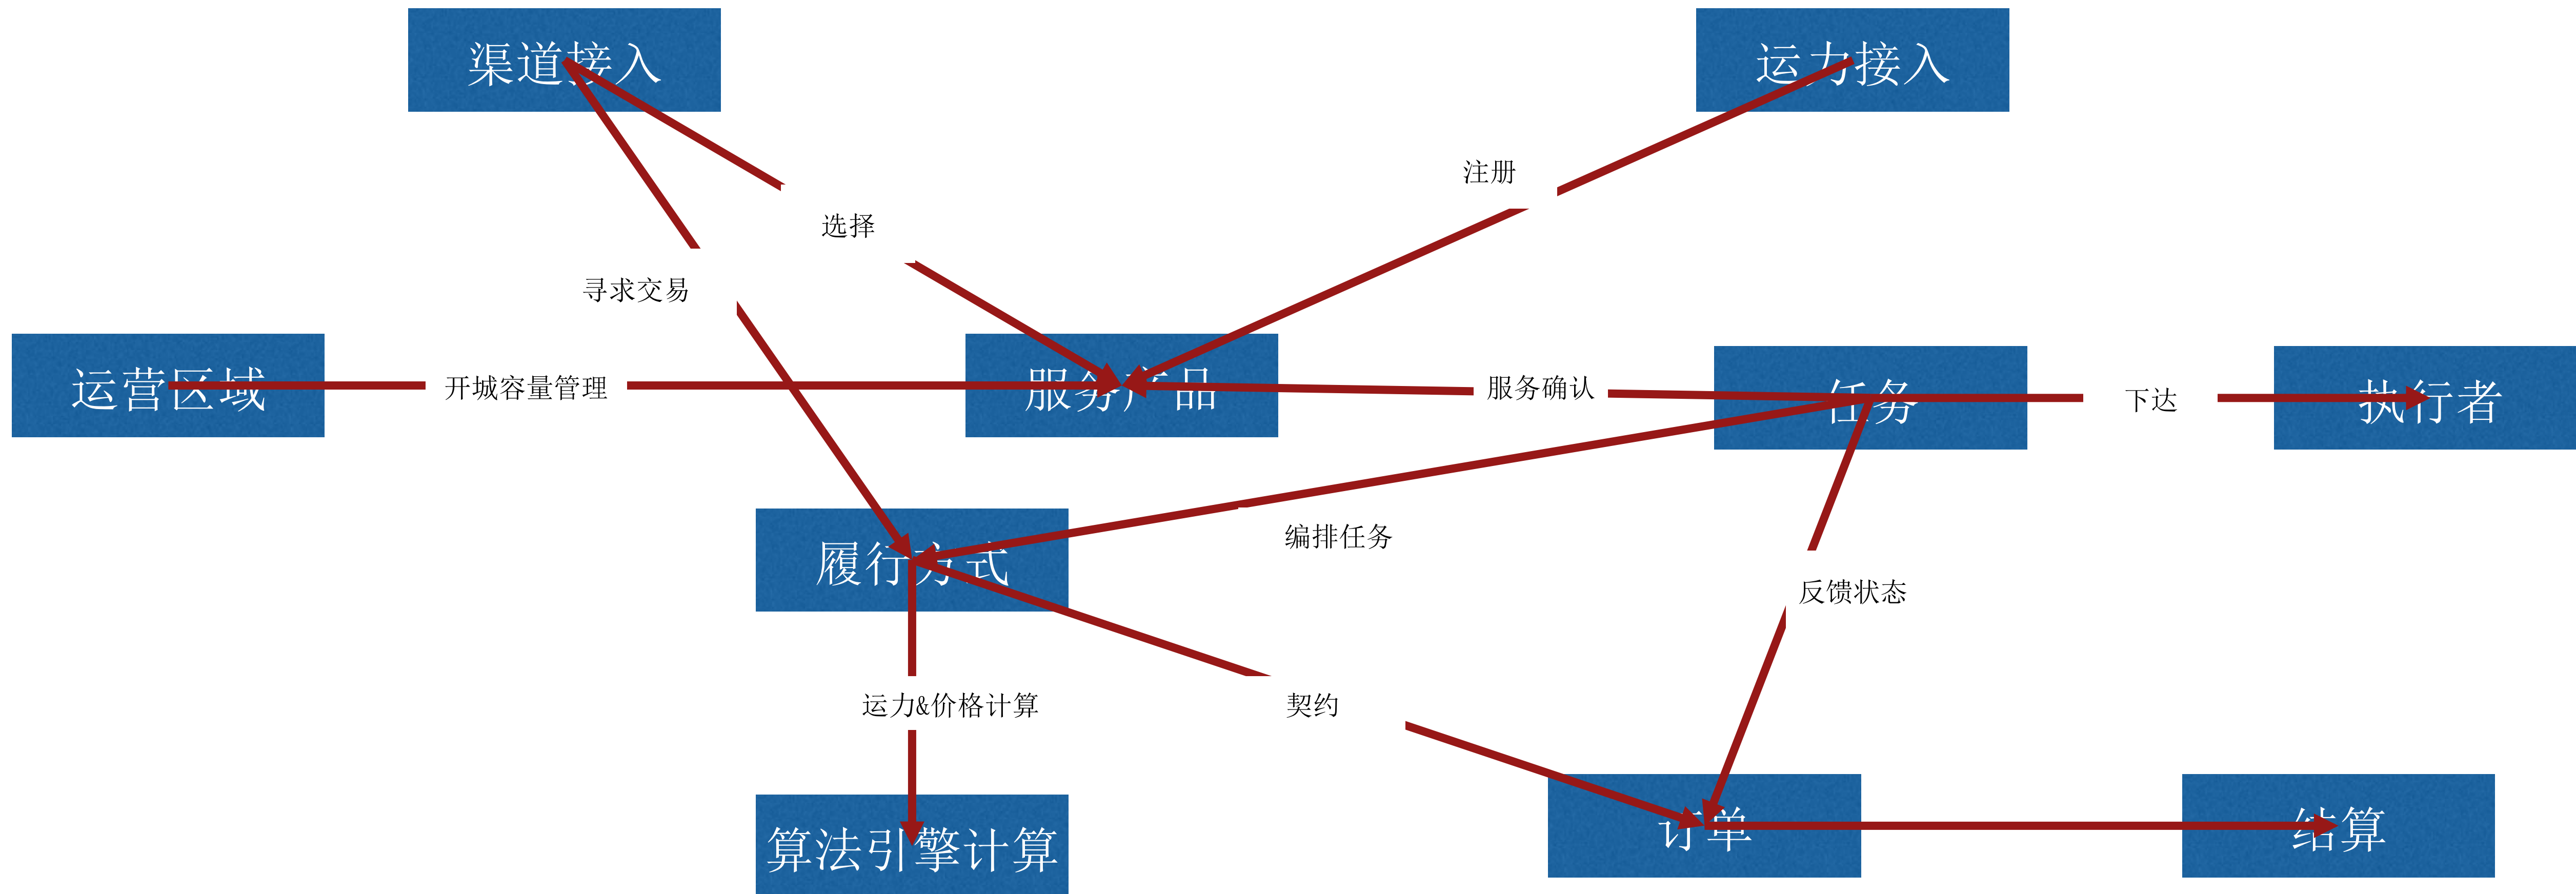 渠道接入
运力接入
注册
选择
寻求交易
运营区域
开城容量管理
服务产品
服务确认
任务
下达
执行者
编排任务
履行方式
反馈状态
运力&价格计算
契约
订单
结算
算法引擎计算